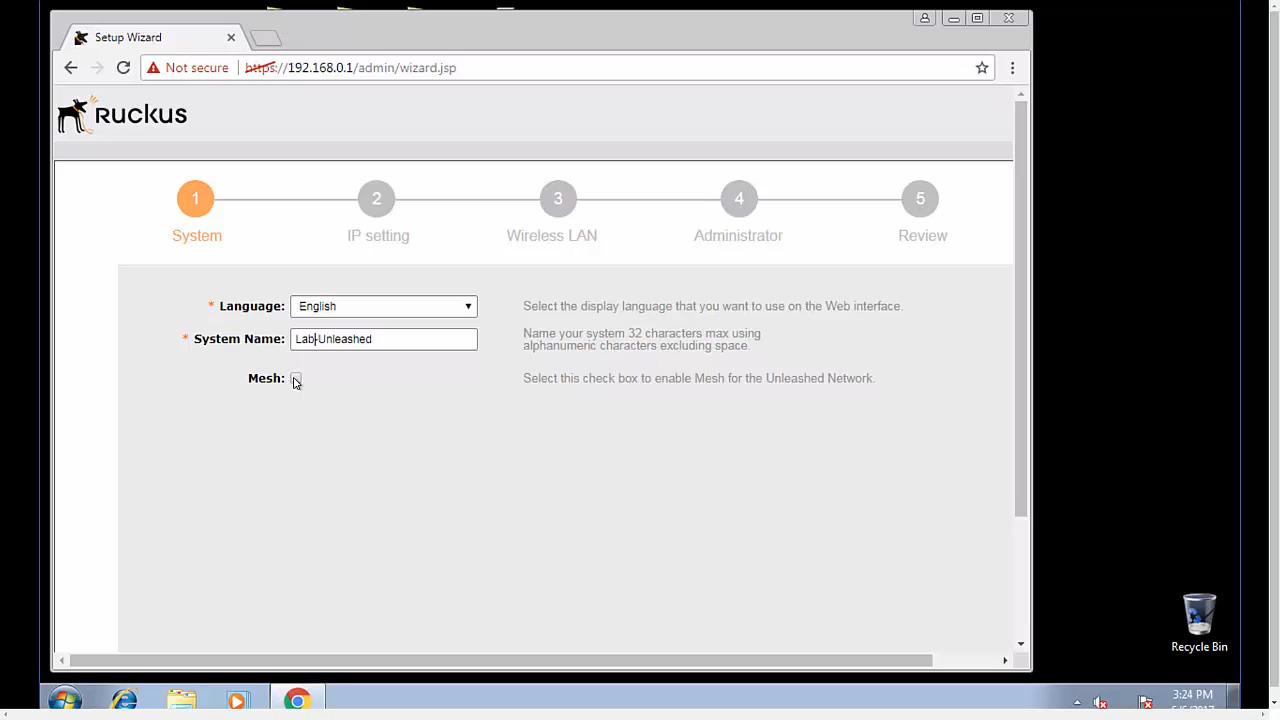 Setup Wizard
Not secure | https://192.168.0.1/admin/wizard.jsp
Ruckus
1 2 3 4 5
System IP setting Wireless LAN Administrator Review
* Language: English Select the display language that you want to use on the Web interface.
* System Name: Lab-Unleashed Name your system 32 characters max using
alphanumeric characters excluding space.
Mesh: Select this check box to enable Mesh for the Unleashed Network.
Recycle Bin
3:24 PM